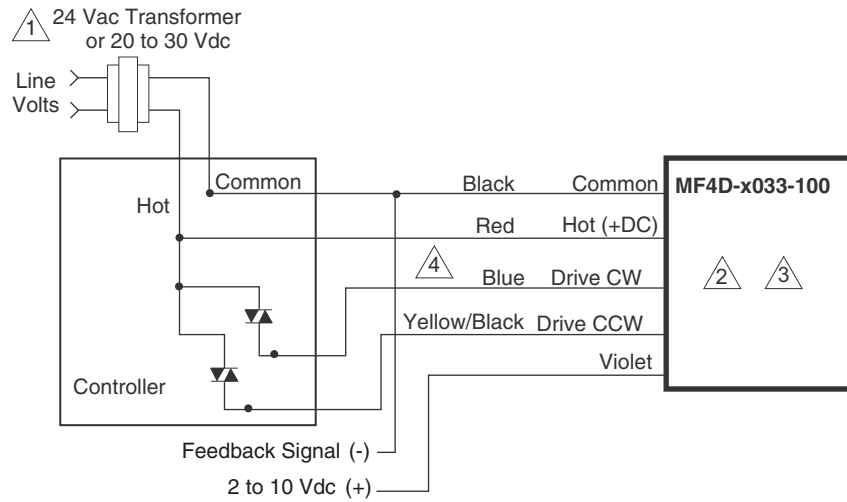 1
24 Vac Transformer
or 20 to 30 Vdc
Line
Volts
Common
Hot
Black
Common
MF4D-x033-100
Red
Hot (+DC)
4
2
3
Blue
Drive CW
Yellow/Black
Drive CCW
Violet
Controller
Feedback Signal (-)
2 to 10 Vdc (+)